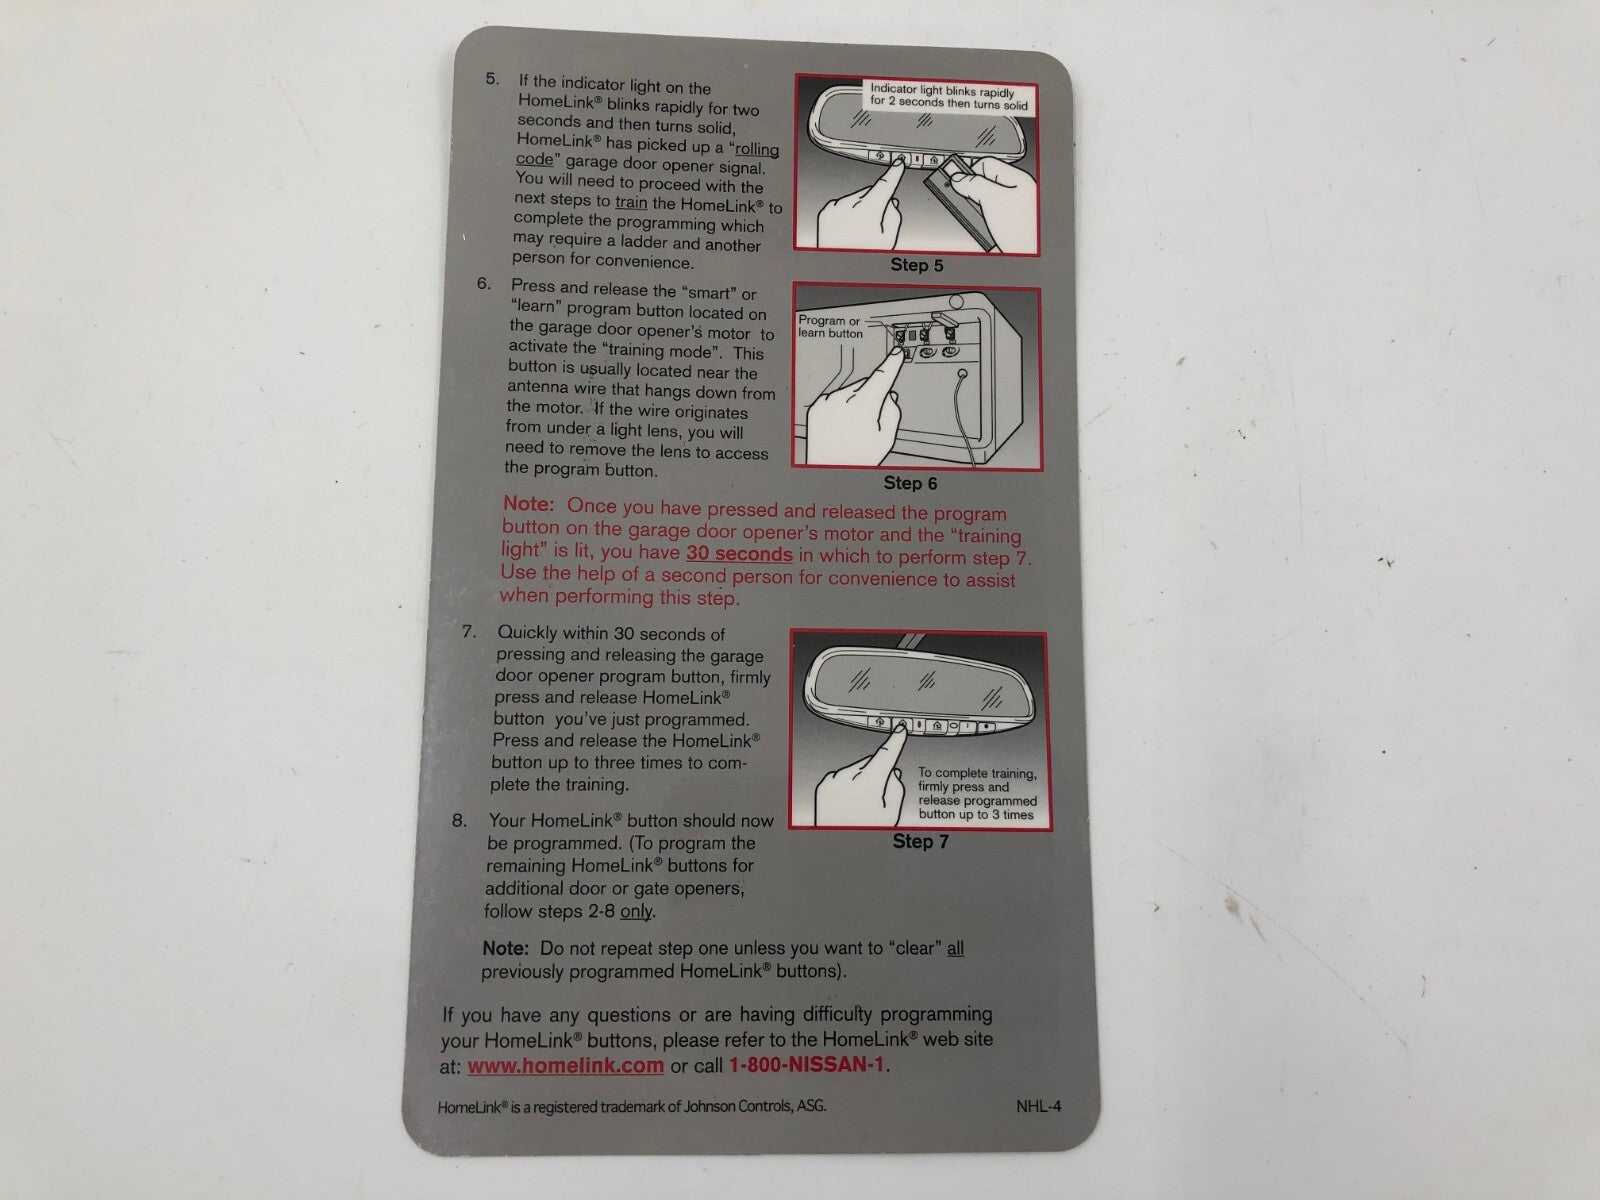 5. If the indicator light on the
HomeLink® blinks rapidly for two
seconds and then turns solid,
HomeLink® has picked up a “rolling
code” garage door opener signal.
You will need to proceed with the
next steps to train the HomeLink® to
complete the programming which
may require a ladder and another
person for convenience.
Indicator light blinks rapidly
for 2 seconds then turns solid
Step 5
6. Press and release the “smart” or
“learn” program button located on
the garage door opener's motor to
activate the “training mode”. This
button is usually located near the
antenna wire that hangs down from
the motor. If the wire originates
from under a light lens, you will
need to remove the lens to access
the program button.
Program or
learn button
Step 6
Note: Once you have pressed and released the program
button on the garage door opener's motor and the “training
light” is lit, you have 30 seconds in which to perform step 7.
Use the help of a second person for convenience to assist
when performing this step.
7. Quickly within 30 seconds of
pressing and releasing the garage
door opener program button, firmly
press and release HomeLink®
button you've just programmed.
Press and release the HomeLink®
button up to three times to com-
plete the training.
To complete training,
firmly press and
release programmed
button up to 3 times
Step 7
8. Your HomeLink® button should now
be programmed. (To program the
remaining HomeLink® buttons for
additional door or gate openers,
follow steps 2-8 only.
Note: Do not repeat step one unless you want to “clear” all
previously programmed HomeLink® buttons).
If you have any questions or are having difficulty programming
your HomeLink® buttons, please refer to the HomeLink® web site
at: www.homelink.com or call 1-800-NISSAN-1.
HomeLink® is a registered trademark of Johnson Controls, ASG.
NHL-4